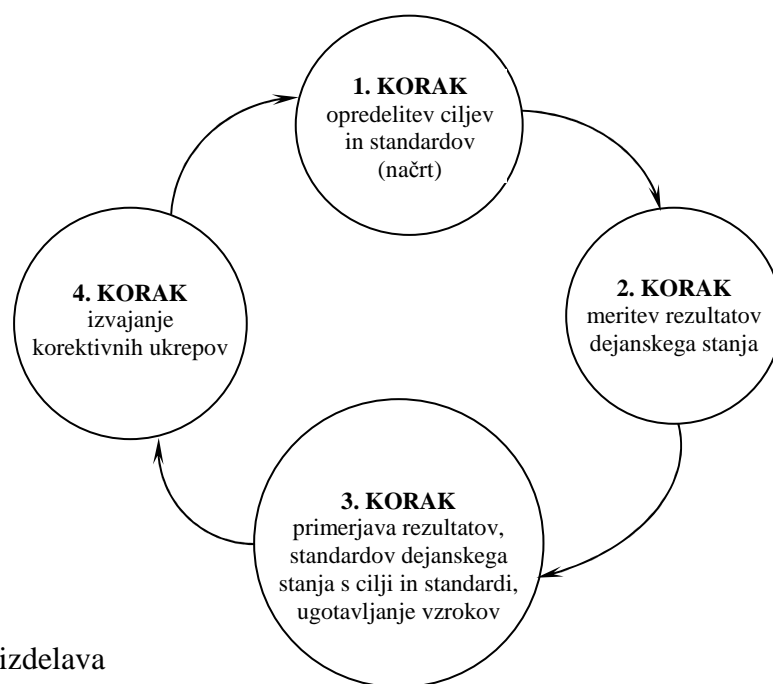 1. KORAK
opredelitev ciljev
in standardov
(načrt)
2. KORAK
meritev rezultatov
dejanskega stanja
3. KORAK
primerjava rezultatov,
standardov dejanskega
stanja s cilji in standardi,
ugotavljanje vzrokov
4. KORAK
izvajanje
korektivnih ukrepov
izdelava